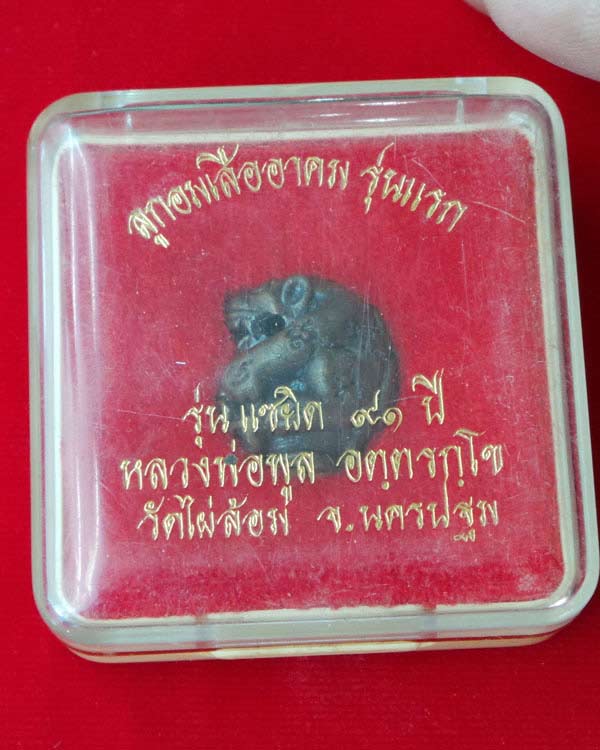 ลูกอมเสืออาคม รุ่นแรก
รุ่น แซยิด ๙๑ ปี
หลวงพ่อพูล อตฺตรกฺโข
วัดไผ่ล้อม จ.นครปฐม